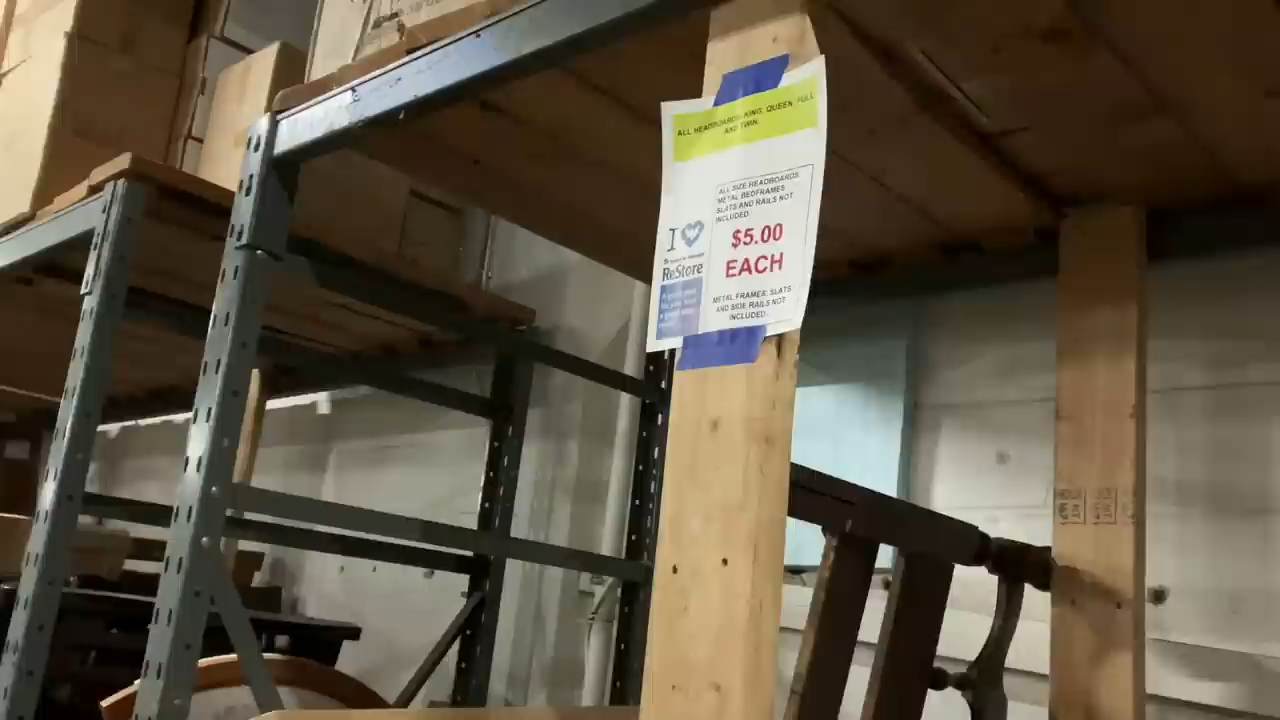 ALL HEADBOARDS KING, QUEEN, FULL
AND TWIN.
ALL SIZE HEADBOARDS
METAL BEDFRAMES
SLATS AND RAILS NOT
INCLUDED.
$5.00
EACH
METAL FRAMES, SLATS
AND SIDE RAILS NOT
INCLUDED.
I
ReStore